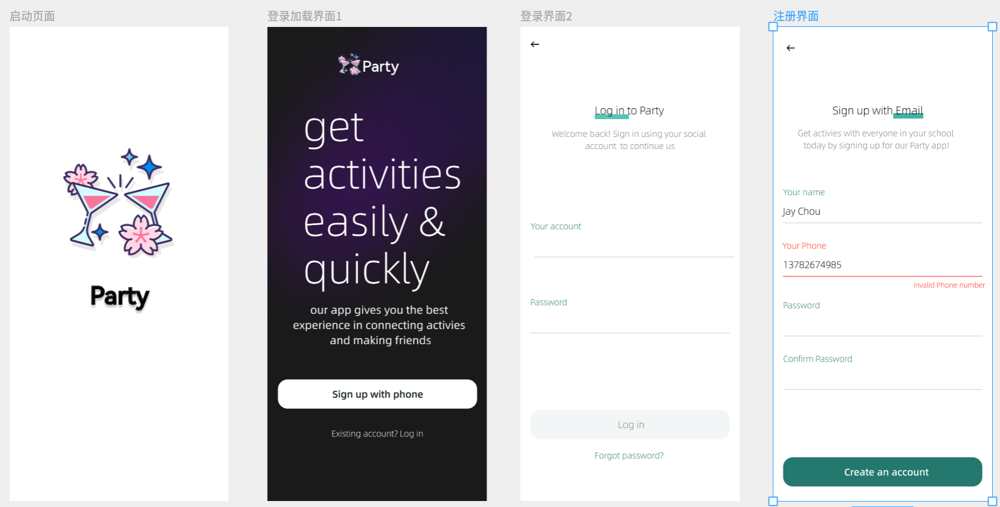 启动页面
Party
登录加载界面1
Party
get
activities
easily &
quickly
our app gives you the best
experience in connecting activies
and making friends
Sign up with phone
Existing account? Log in
登录界面2
Log in to Party
Welcome back! Sign in using your social
account to continue us
Your account
Password
Log in
Forgot password?
注册界面
Sign up with Email
Get activies with everyone in your school
today by signing up for our Party app!
Your name
Jay Chou
Your Phone
13782674985
Invalid Phone number
Password
Confirm Password
Create an account